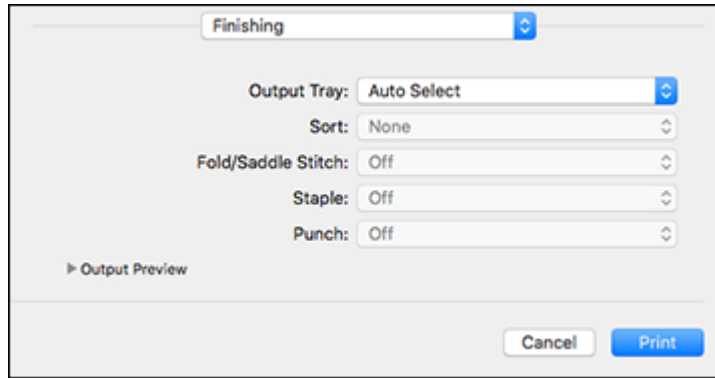 Finishing
Output Tray: Auto Select
Sort: None
Fold/Saddle Stitch: Off
Staple: Off
Punch: Off
Output Preview
Cancel Print